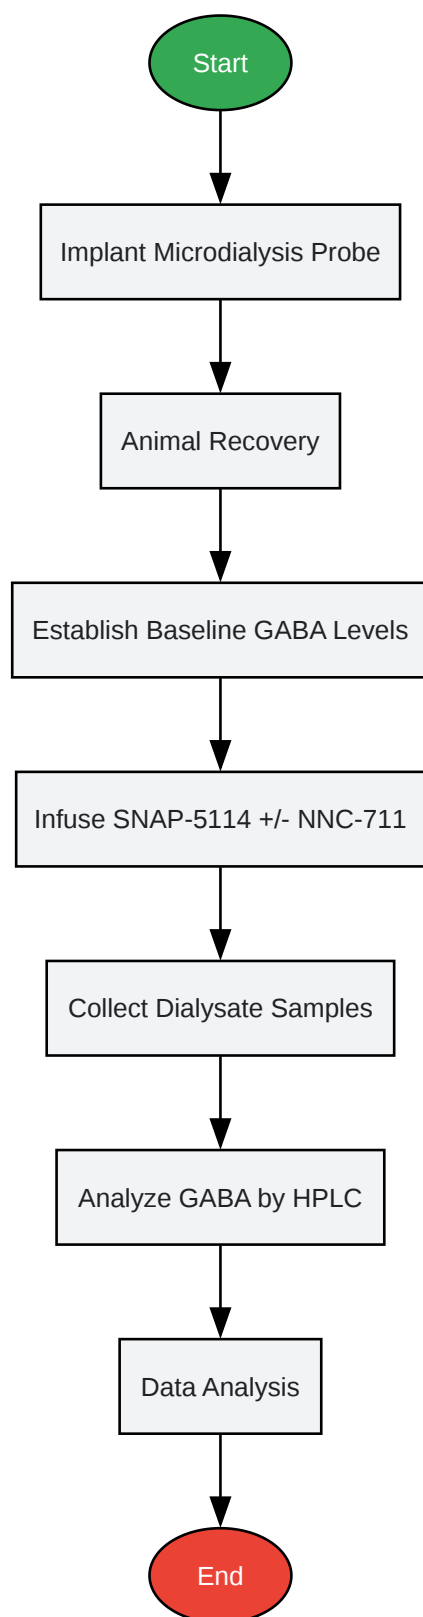 Start
Implant Microdialysis Probe
Animal Recovery
Establish Baseline GABA Levels
Infuse SNAP-5114 +/- NNC-711
Collect Dialysate Samples
Analyze GABA by HPLC
Data Analysis
End